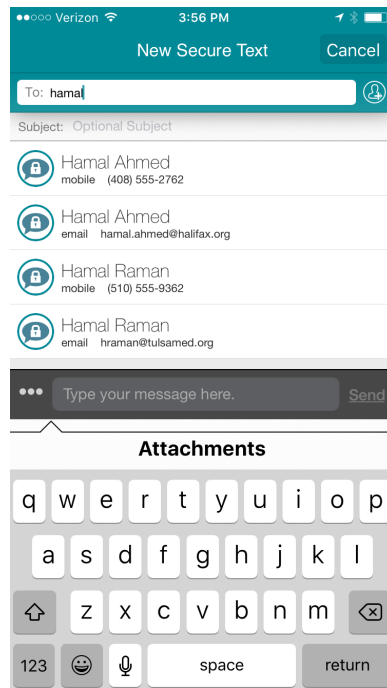 Verizon 3:56 PM
New Secure Text Cancel
To: hamal
Subject: Optional Subject
Hamal Ahmed
mobile (408) 555-2762
Hamal Ahmed
email hamal.ahmed@halifax.org
Hamal Raman
mobile (510) 555-9362
Hamal Raman
email hraman@tulsamed.org
Type your message here. Send
Attachments
q w e r t y u i o p
a s d f g h j k l
z x c v b n m
123 space return